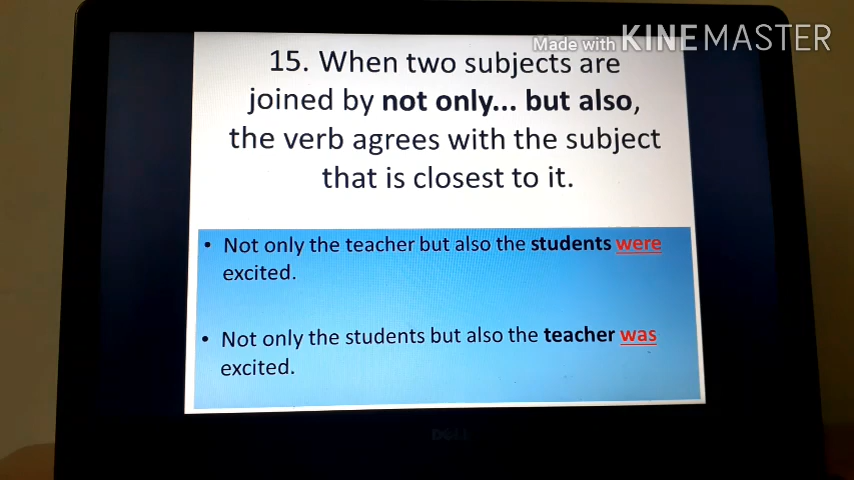 Made with KINEMASTER
15. When two subjects are
joined by not only... but also,
the verb agrees with the subject
that is closest to it.
• Not only the teacher but also the students were
excited.
• Not only the students but also the teacher was
excited.
DELL